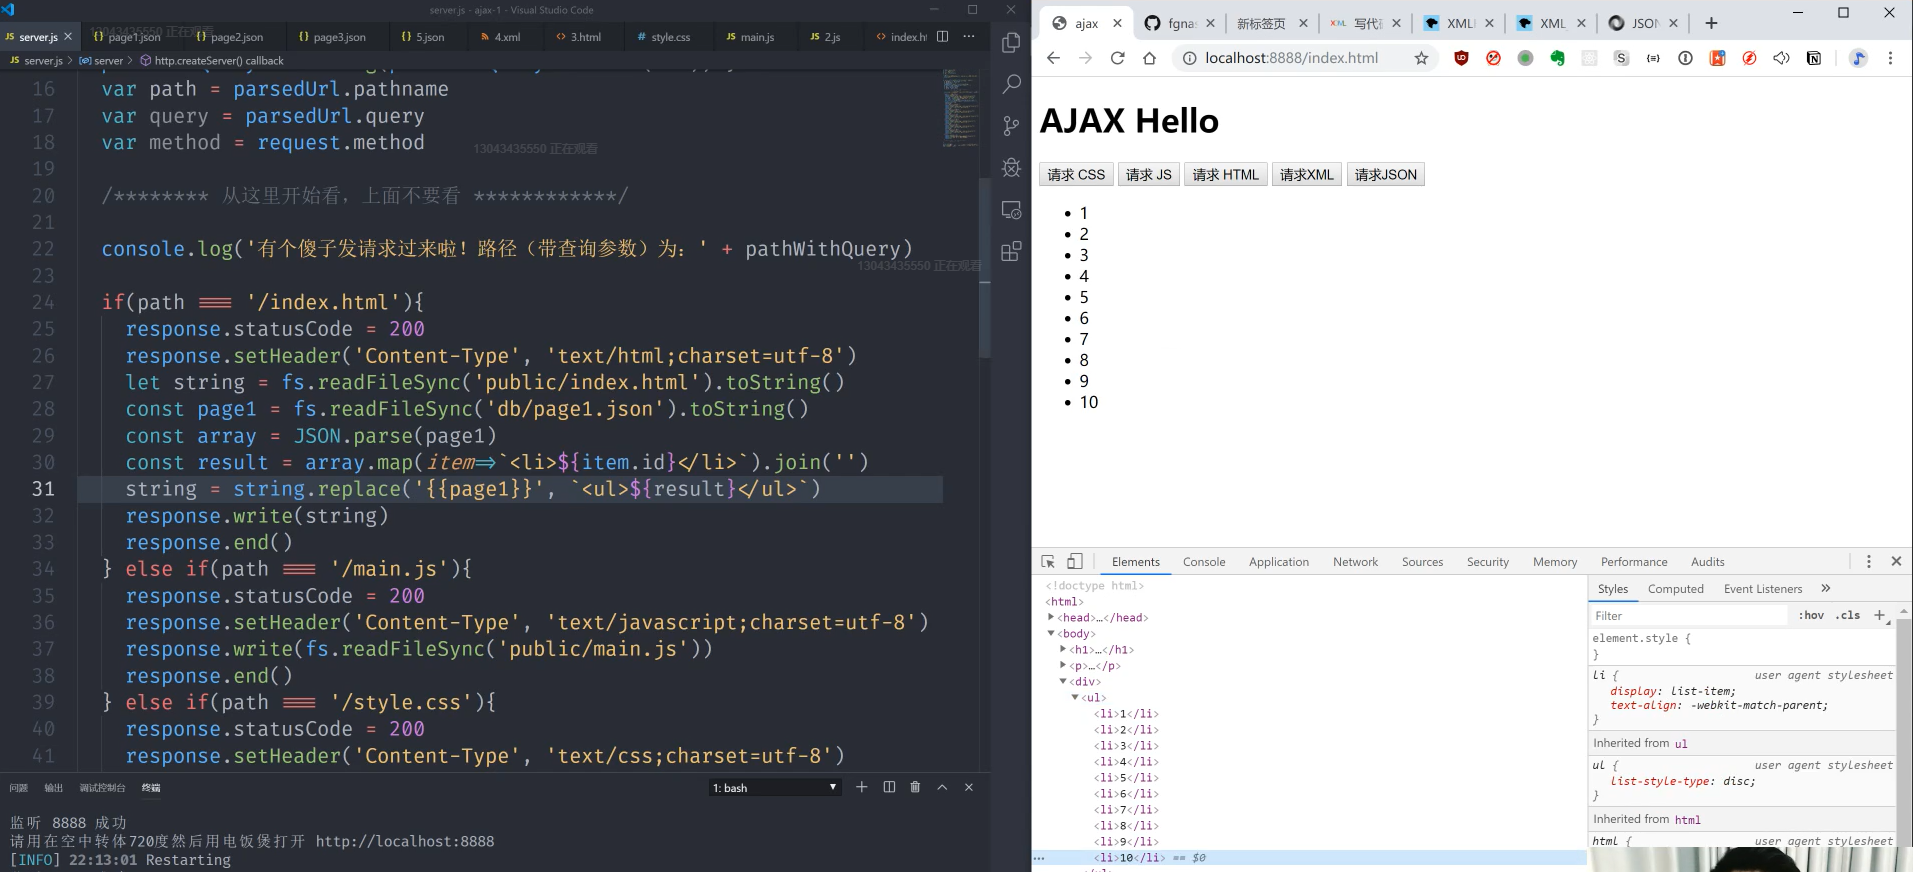 server.js - ajax-1 - Visual Studio Code
JS server.js ×
{} page1.json
{} page2.json
{} page3.json
{} 5.json
4.xml
<> 3.html
# style.css
JS main.js
JS 2.js
<> index.ht
...
13043435550 正在观看
JS server.js > server > http.createServer() callback
16 var path = parsedUrl.pathname
17 var query = parsedUrl.query
18 var method = request.method
13043435550 正在观看
19
20 /******** 从这里开始看，上面不要看 ************/
21
22 console.log('有个傻子发请求过来啦！路径（带查询参数）为：' + pathWithQuery)
13043435550 正在观看
23
24 if(path === '/index.html'){
25 response.statusCode = 200
26 response.setHeader('Content-Type', 'text/html;charset=utf-8')
27 let string = fs.readFileSync('public/index.html').toString()
28 const page1 = fs.readFileSync('db/page1.json').toString()
29 const array = JSON.parse(page1)
30 const result = array.map(item=>`<li>${item.id}</li>`).join('')
31 string = string.replace('{{page1}}', `<ul>${result}</ul>`)
32 response.write(string)
33 response.end()
34 } else if(path === '/main.js'){
35 response.statusCode = 200
36 response.setHeader('Content-Type', 'text/javascript;charset=utf-8')
37 response.write(fs.readFileSync('public/main.js'))
38 response.end()
39 } else if(path === '/style.css'){
40 response.statusCode = 200
41 response.setHeader('Content-Type', 'text/css;charset=utf-8')
问题 输出 调试控制台 终端
1: bash
监听 8888 成功
请用在空中转体720度然后用电饭煲打开 http://localhost:8888
[INFO] 22:13:01 Restarting
ajax
fgnas
新标签页
写代
XML
XML
JSON
localhost:8888/index.html
AJAX Hello
请求 CSS 请求 JS 请求 HTML 请求XML 请求JSON
• 1
• 2
• 3
• 4
• 5
• 6
• 7
• 8
• 9
• 10
Elements Console Application Network Sources Security Memory Performance Audits
<!doctype html>
<html>
<head>…</head>
<body>
<h1>…</h1>
<p>…</p>
<div>
<ul>
<li>1</li>
<li>2</li>
<li>3</li>
<li>4</li>
<li>5</li>
<li>6</li>
<li>7</li>
<li>8</li>
<li>9</li>
<li>10</li> == $0
Styles Computed Event Listeners »
Filter :hov .cls +
element.style {
}
li { user agent stylesheet
display: list-item;
text-align: -webkit-match-parent;
}
Inherited from ul
ul { user agent stylesheet
list-style-type: disc;
}
Inherited from html
html { user agent stylesheet